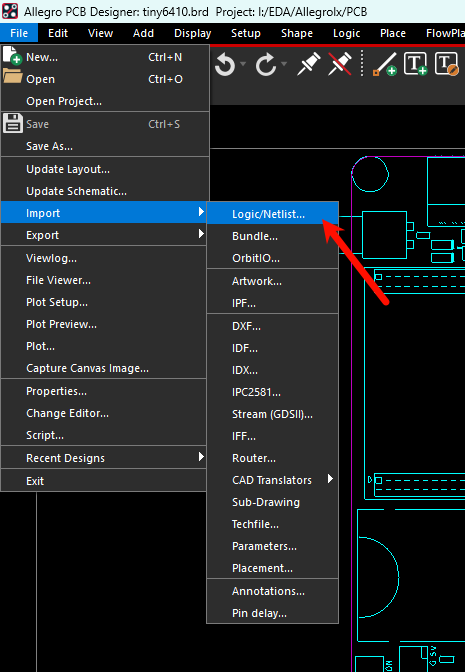 Allegro PCB Designer: tiny6410.brd Project: I:/EDA/Allegrolx/PCB
File Edit View Add Display Setup Shape Logic Place FlowPla
New... Ctrl+N
Open Ctrl+O
Open Project...
Save Ctrl+S
Save As...
Update Layout...
Update Schematic...
Import
Export
Viewlog...
File Viewer...
Plot Setup...
Plot Preview...
Plot...
Capture Canvas Image...
Properties...
Change Editor...
Script...
Recent Designs
Exit
Logic/Netlist...
Bundle...
OrbitIO...
Artwork...
IPF...
DXF...
IDF...
IDX...
IPC2581...
Stream (GDSII)...
IFF...
Router...
CAD Translators
Sub-Drawing
Techfile...
Parameters...
Placement...
Annotations...
Pin delay...
ON
G 5V